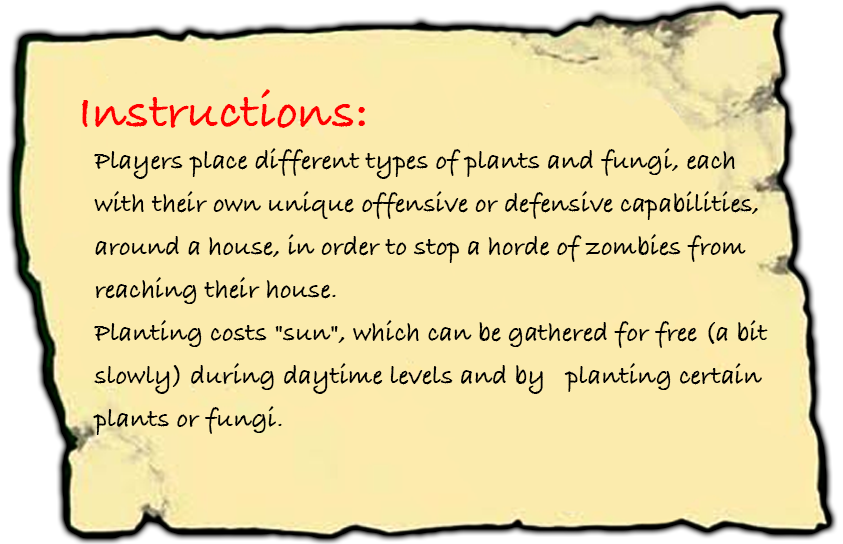 Instructions:
Players place different types of plants and fungi, each
with their own unique offensive or defensive capabilities,
around a house, in order to stop a horde of zombies from
reaching their house.
Planting costs "sun", which can be gathered for free (a bit
slowly) during daytime levels and by   planting certain
plants or fungi.